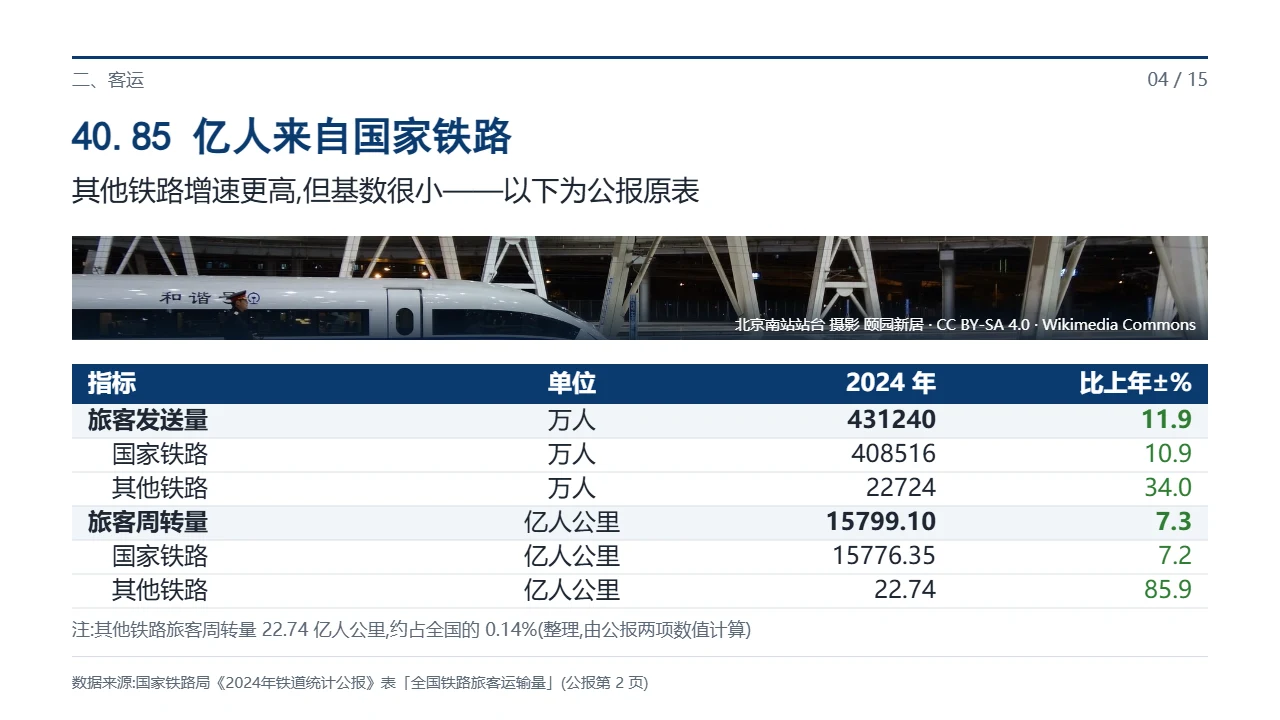 二、客运
04 / 15
40.85 亿人来自国家铁路
其他铁路增速更高,但基数很小——以下为公报原表
和谐号
北京南站站台 摄影 颐园新居 · CC BY-SA 4.0 · Wikimedia Commons
指标 单位 2024 年 比上年±%
旅客发送量 万人 431240 11.9
国家铁路 万人 408516 10.9
其他铁路 万人 22724 34.0
旅客周转量 亿人公里 15799.10 7.3
国家铁路 亿人公里 15776.35 7.2
其他铁路 亿人公里 22.74 85.9
注:其他铁路旅客周转量 22.74 亿人公里,约占全国的 0.14%(整理,由公报两项数值计算)
数据来源:国家铁路局《2024年铁道统计公报》表「全国铁路旅客运输量」(公报第 2 页)